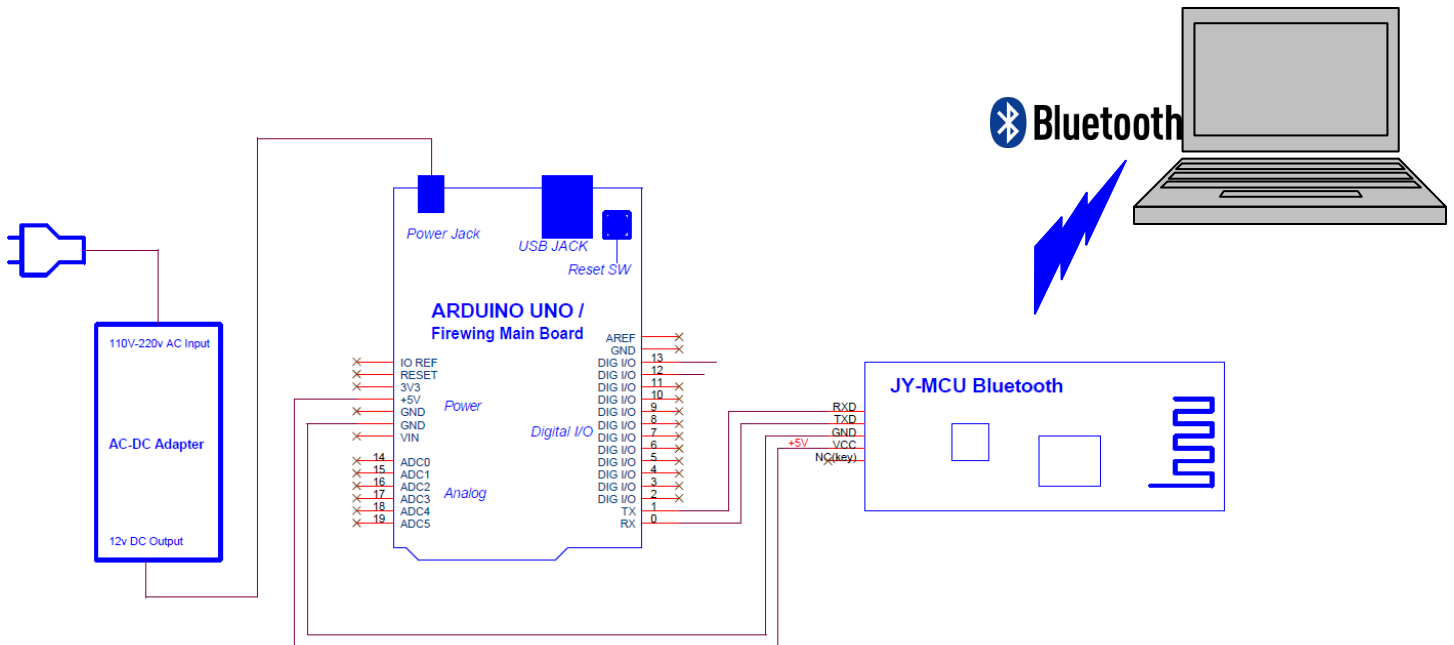 Bluetooth
Power Jack
USB JACK
Reset SW
ARDUINO UNO /
Firewing Main Board
110V-220v AC Input
AC-DC Adapter
12v DC Output
IO REF
RESET
3V3
+5V
GND
GND
VIN
Power
14 ADC0
15 ADC1
16 ADC2
17 ADC3
18 ADC4
19 ADC5
Analog
Digital I/O
AREF
GND
DIG I/O 13
DIG I/O 12
DIG I/O 11
DIG I/O 10
DIG I/O 9
DIG I/O 8
DIG I/O 7
DIG I/O 6
DIG I/O 5
DIG I/O 4
DIG I/O 3
DIG I/O 2
TX 1
RX 0
JY-MCU Bluetooth
RXD
TXD
GND
+5V VCC
NC(key)